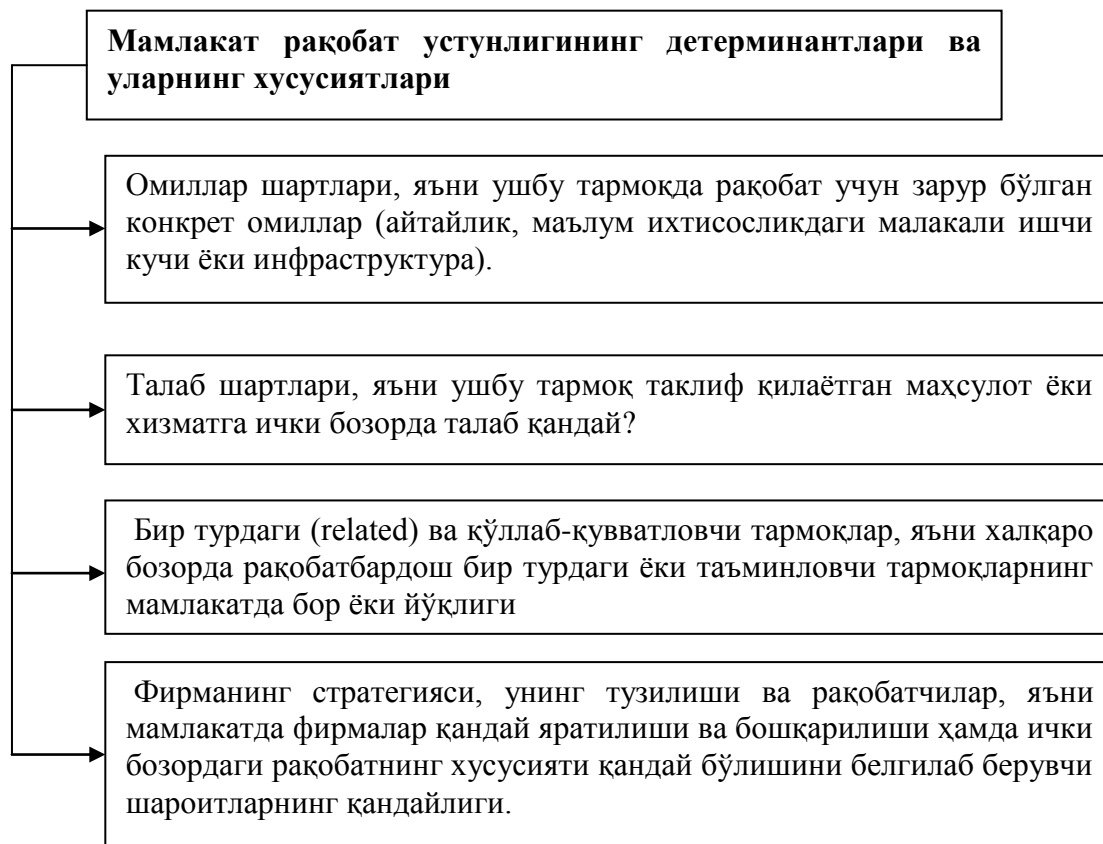 Мамлакат рақобат устунлигининг детерминантлари ва
уларнинг хусусиятлари
Омиллар шартлари, яъни ушбу тармоқда рақобат учун зарур бўлган
конкрет омиллар (айтайлик, маълум ихтисосликдаги малакали ишчи
кучи ёки инфраструктура).
Талаб шартлари, яъни ушбу тармоқ таклиф қилаётган маҳсулот ёки
хизматга ички бозорда талаб қандай?
Бир турдаги (related) ва қўллаб-қувватловчи тармоқлар, яъни халқаро
бозорда рақобатбардош бир турдаги ёки таъминловчи тармоқларнинг
мамлакатда бор ёки йўқлиги
Фирманинг стратегияси, унинг тузилиши ва рақобатчилар, яъни
мамлакатда фирмалар қандай яратилиши ва бошқарилиши ҳамда ички
бозордаги рақобатнинг хусусияти қандай бўлишини белгилаб берувчи
шароитларнинг қандайлиги.